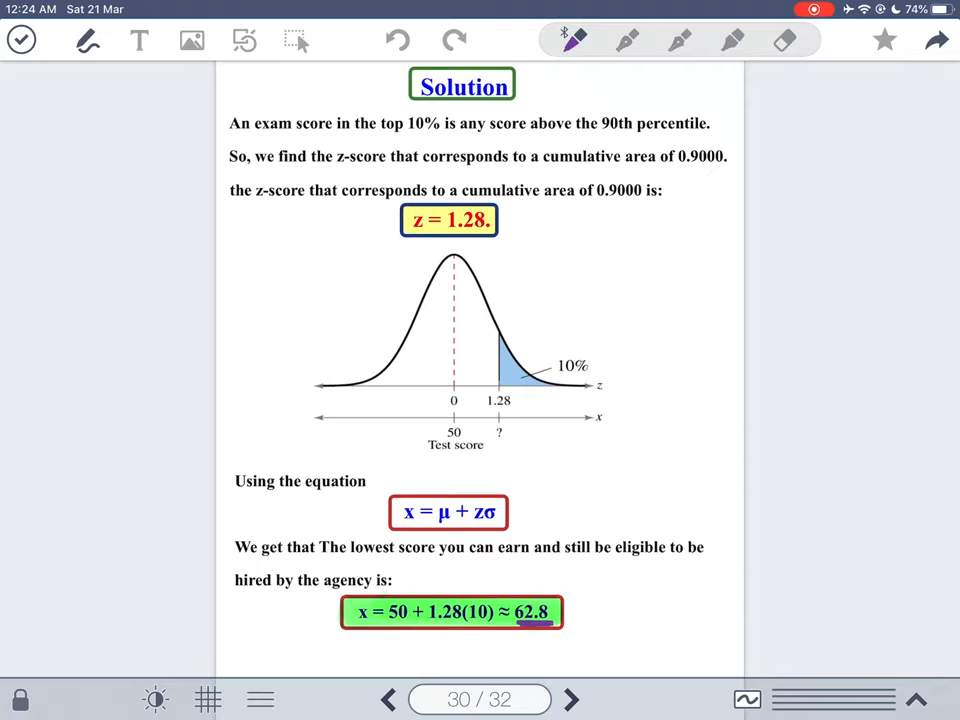 12:24 AM Sat 21 Mar
74%
T
Solution
An exam score in the top 10% is any score above the 90th percentile.
So, we find the z-score that corresponds to a cumulative area of 0.9000.
the z-score that corresponds to a cumulative area of 0.9000 is:
z = 1.28.
10%
z
0 1.28
x
50 ?
Test score
Using the equation
x = μ + zσ
We get that The lowest score you can earn and still be eligible to be
hired by the agency is:
x = 50 + 1.28(10) ≈ 62.8
30 / 32